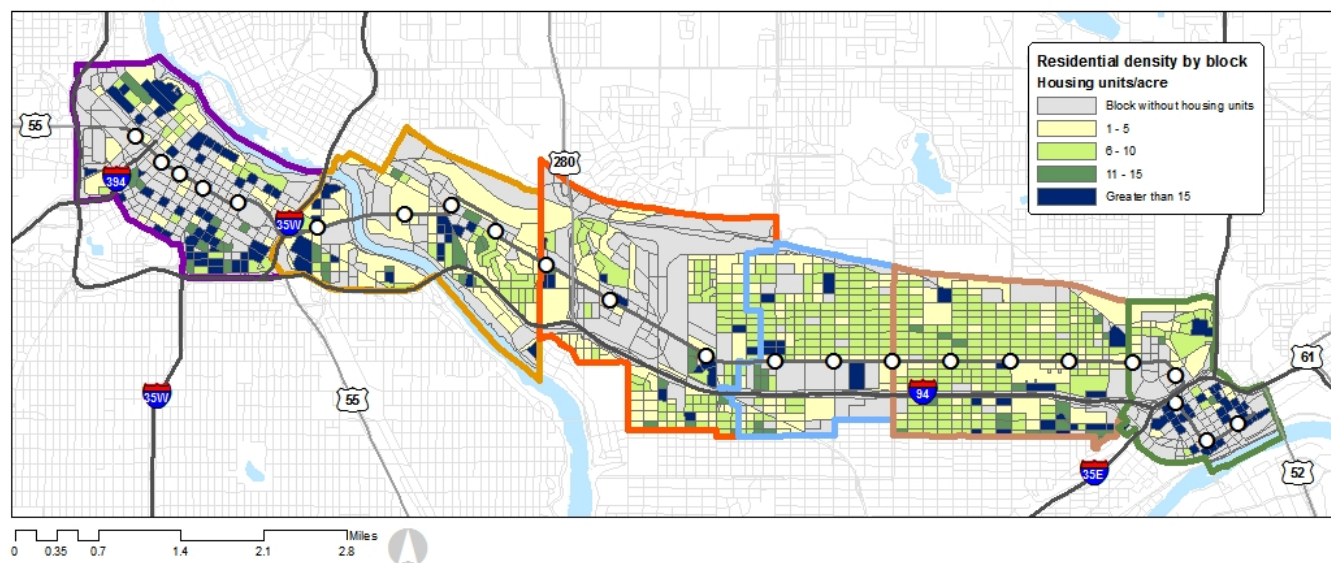 Residential density by block
Housing units/acre
Block without housing units
1 - 5
6 - 10
11 - 15
Greater than 15
55
394
35W
280
35W
55
94
61
35E
52
Miles
0 0.35 0.7 1.4 2.1 2.8